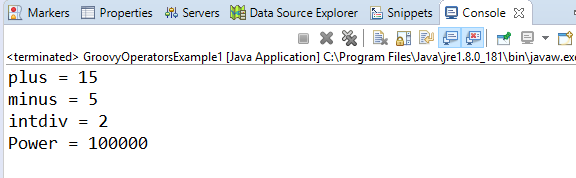 Markers Properties Servers Data Source Explorer Snippets Console
<terminated> GroovyOperatorsExample1 [Java Application] C:\Program Files\Java\jre1.8.0_181\bin\javaw.exe
plus = 15
minus = 5
intdiv = 2
Power = 100000